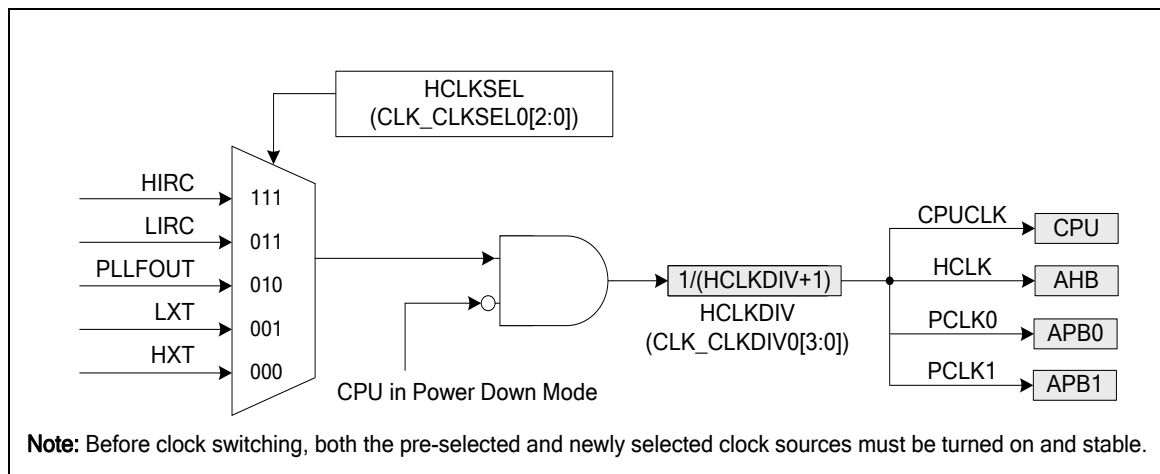 HCLKSEL
(CLK_CLKSEL0[2:0])
HIRC
111
LIRC
011
PLLFOUT
010
LXT
001
HXT
000
CPU in Power Down Mode
1/(HCLKDIV+1)
HCLKDIV
(CLK_CLKDIV0[3:0])
CPUCLK
CPU
HCLK
AHB
PCLK0
APB0
PCLK1
APB1
Note: Before clock switching, both the pre-selected and newly selected clock sources must be turned on and stable.